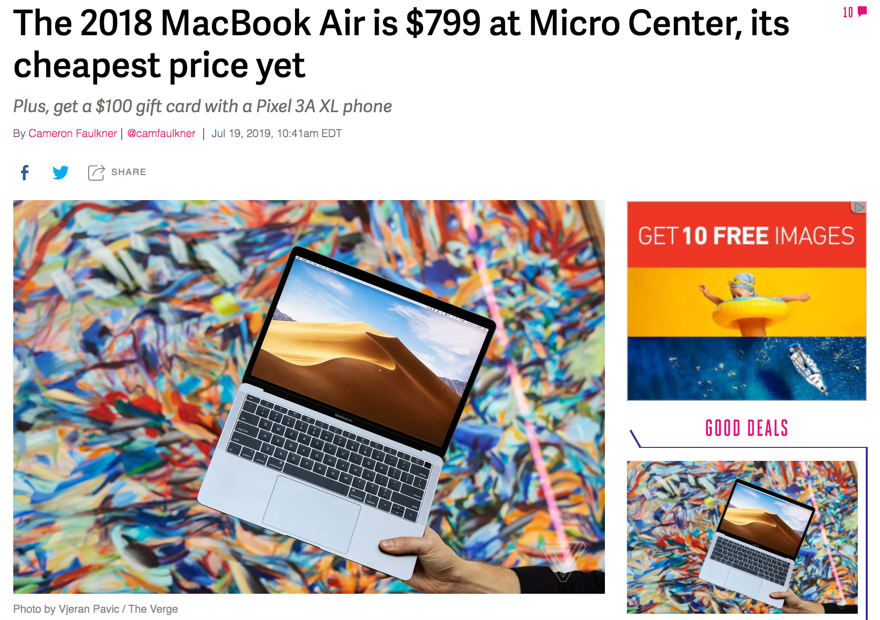 The 2018 MacBook Air is $799 at Micro Center, its
cheapest price yet
10
Plus, get a $100 gift card with a Pixel 3A XL phone
By Cameron Faulkner | @camfaulkner | Jul 19, 2019, 10:41am EDT
SHARE
GET 10 FREE IMAGES
GOOD DEALS
Photo by Vjeran Pavic / The Verge